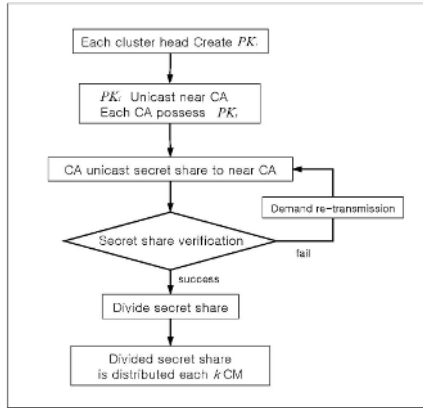 Each cluster head Create PKᵢ
PKᵢ Unicast near CA
Each CA possess PKᵢ
CA unicast secret share to near CA
Demand re-transmission
Secret share verification
fail
success
Divide secret share
Divided secret share
is distributed each k CM